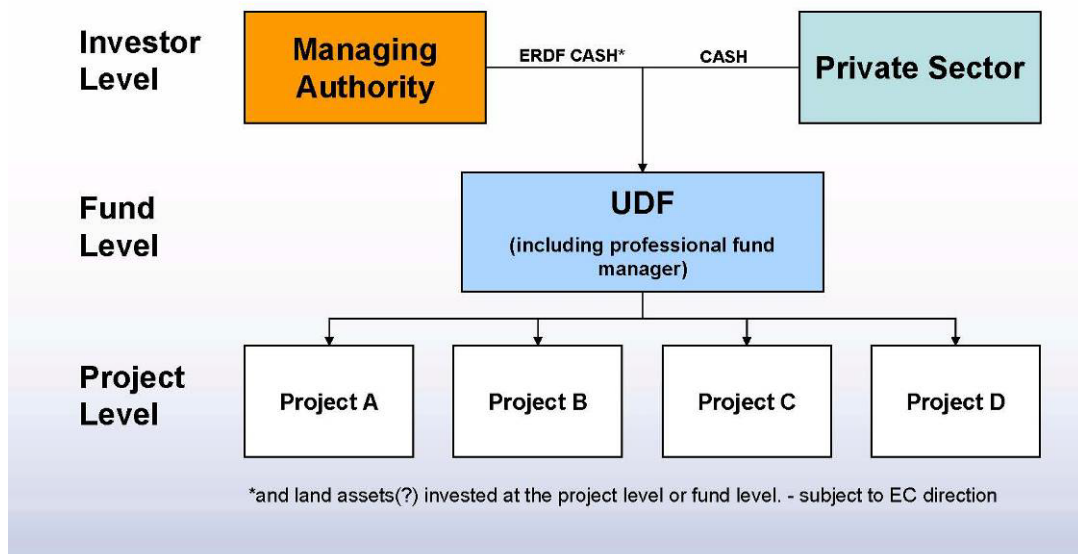 Investor
Level
Managing
Authority
ERDF CASH*
CASH
Private Sector
Fund
Level
UDF
(including professional fund
manager)
Project
Level
Project A
Project B
Project C
Project D
*and land assets(?) invested at the project level or fund level. - subject to EC direction